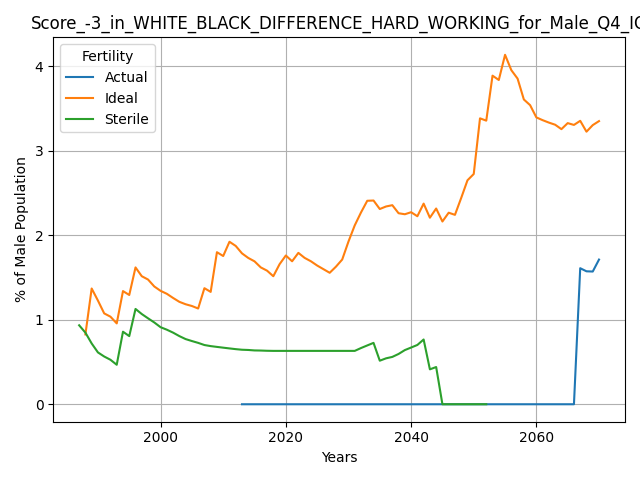 Score_-3_in_WHITE_BLACK_DIFFERENCE_HARD_WORKING_for_Male_Q4_IQ
Fertility
Actual
Ideal
Sterile
% of Male Population
4
3
2
1
0
2000 2020 2040 2060
Years